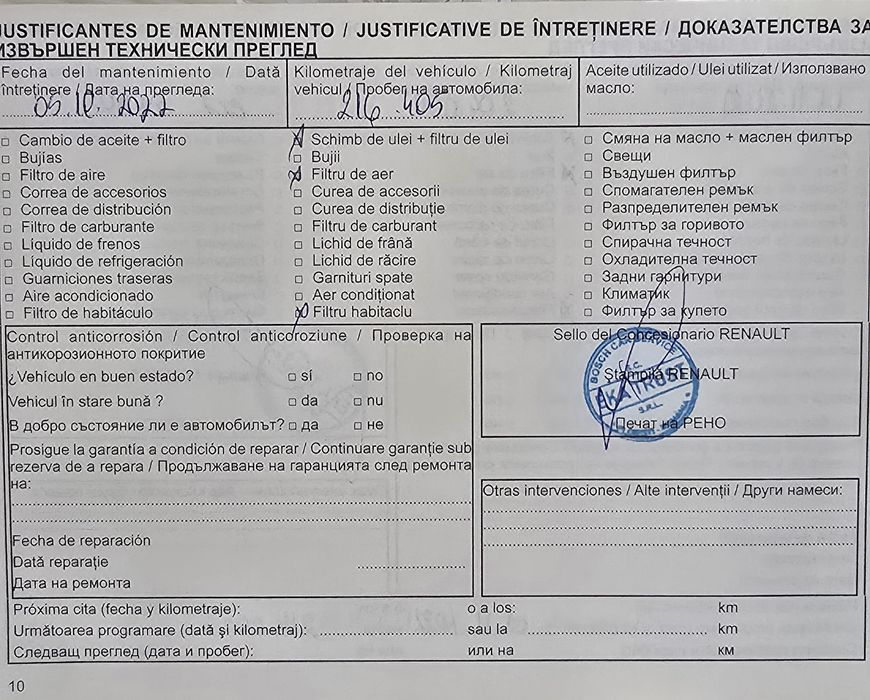 JUSTIFICANTES DE MANTENIMIENTO / JUSTIFICATIVE DE ÎNTREȚINERE / ДОКАЗАТЕЛСТВА ЗА
ИЗВЪРШЕН ТЕХНИЧЕСКИ ПРЕГЛЕД
Fecha del mantenimiento / Dată
întreținere / Дата на прегледа:
Kilometraje del vehículo / Kilometraj
vehicul / Пробег на автомобила:
216.405
Aceite utilizado / Ulei utilizat / Използвано
масло:
Cambio de aceite + filtro
Bujías
Filtro de aire
Correa de accesorios
Correa de distribución
Filtro de carburante
Líquido de frenos
Líquido de refrigeración
Guarniciones traseras
Aire acondicionado
Filtro de habitáculo
Schimb de ulei + filtru de ulei
Bujii
Filtru de aer
Curea de accesorii
Curea de distribuție
Filtru de carburant
Lichid de frână
Lichid de răcire
Garnituri spate
Aer condiționat
Filtru habitaclu
Смяна на масло + маслен филтър
Свещи
Въздушен филтър
Спомагателен ремък
Разпределителен ремък
Филтър за горивото
Спирачна течност
Охладителна течност
Задни гарнитури
Климатик
Филтър за купето
Control anticorrosión / Control anticoroziune / Проверка на
антикорозионното покритие
¿Vehículo en buen estado? sí no
Vehicul în stare bună ? da nu
В добро състояние ли е автомобилът? да не
Prosigue la garantía a condición de reparar / Continuare garanție sub
rezerva de a repara / Продължаване на гаранцията след ремонта
на:
Fecha de reparación
Dată reparație
Дата на ремонта
Sello del Concesionario RENAULT
Ștampilă RENAULT
Печат на РЕНО
BOSCH CAR SERVICE
S.C.
S.R.L.
Otras intervenciones / Alte intervenții / Други намеси:
Próxima cita (fecha y kilometraje): o a los: km
Următoarea programare (dată şi kilometraj): sau la km
Следващ преглед (дата и пробег): или на км
10